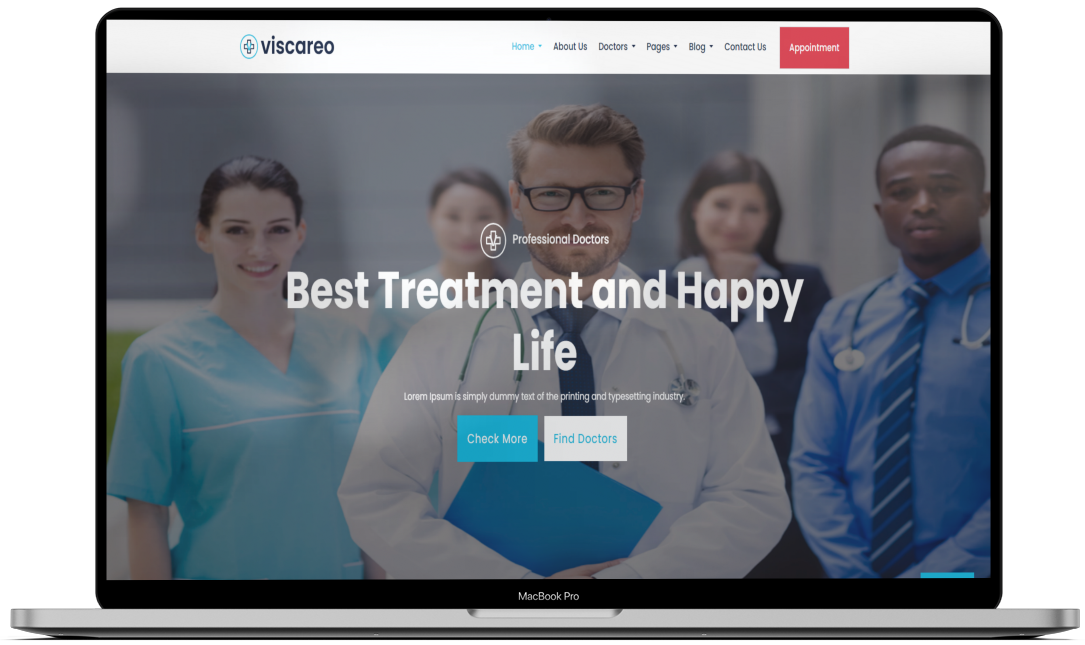 viscareo
Home About Us Doctors Pages Blog Contact Us Appointment
Professional Doctors
Best Treatment and Happy
Life
Lorem Ipsum is simply dummy text of the printing and typesetting industry.
Check More Find Doctors
MacBook Pro